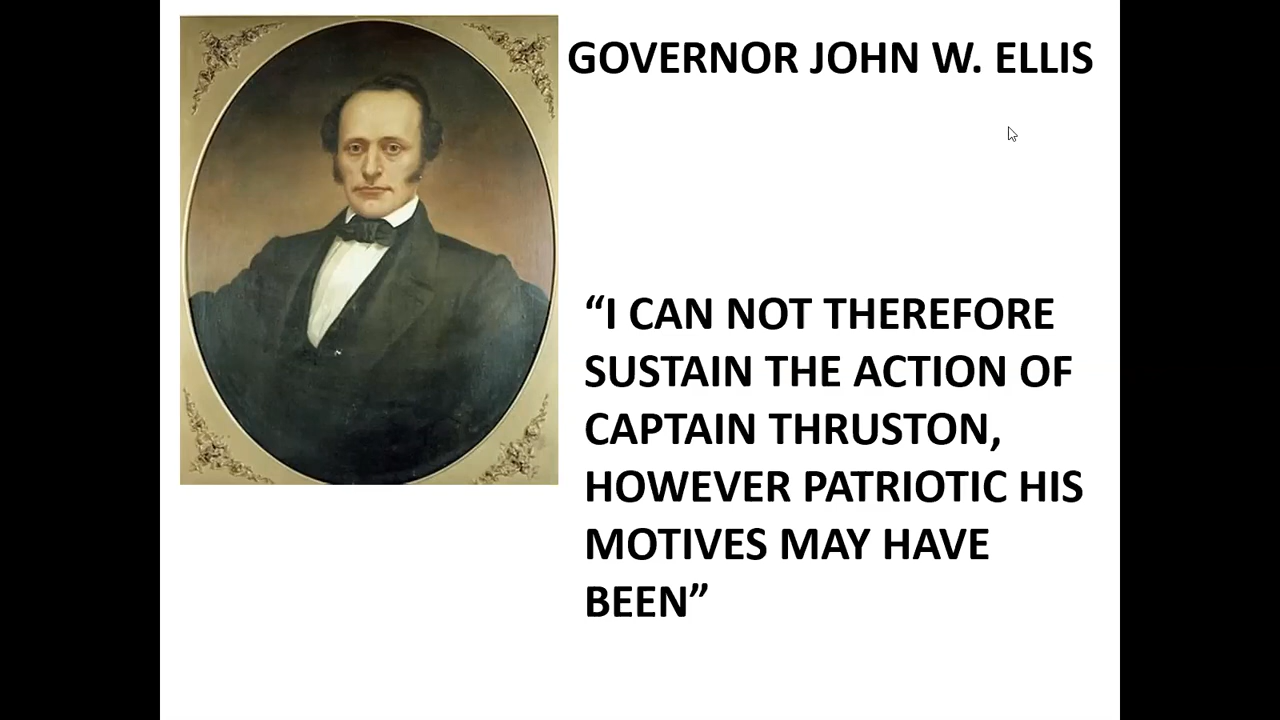 GOVERNOR JOHN W. ELLIS
“I CAN NOT THEREFORE
SUSTAIN THE ACTION OF
CAPTAIN THRUSTON,
HOWEVER PATRIOTIC HIS
MOTIVES MAY HAVE
BEEN”